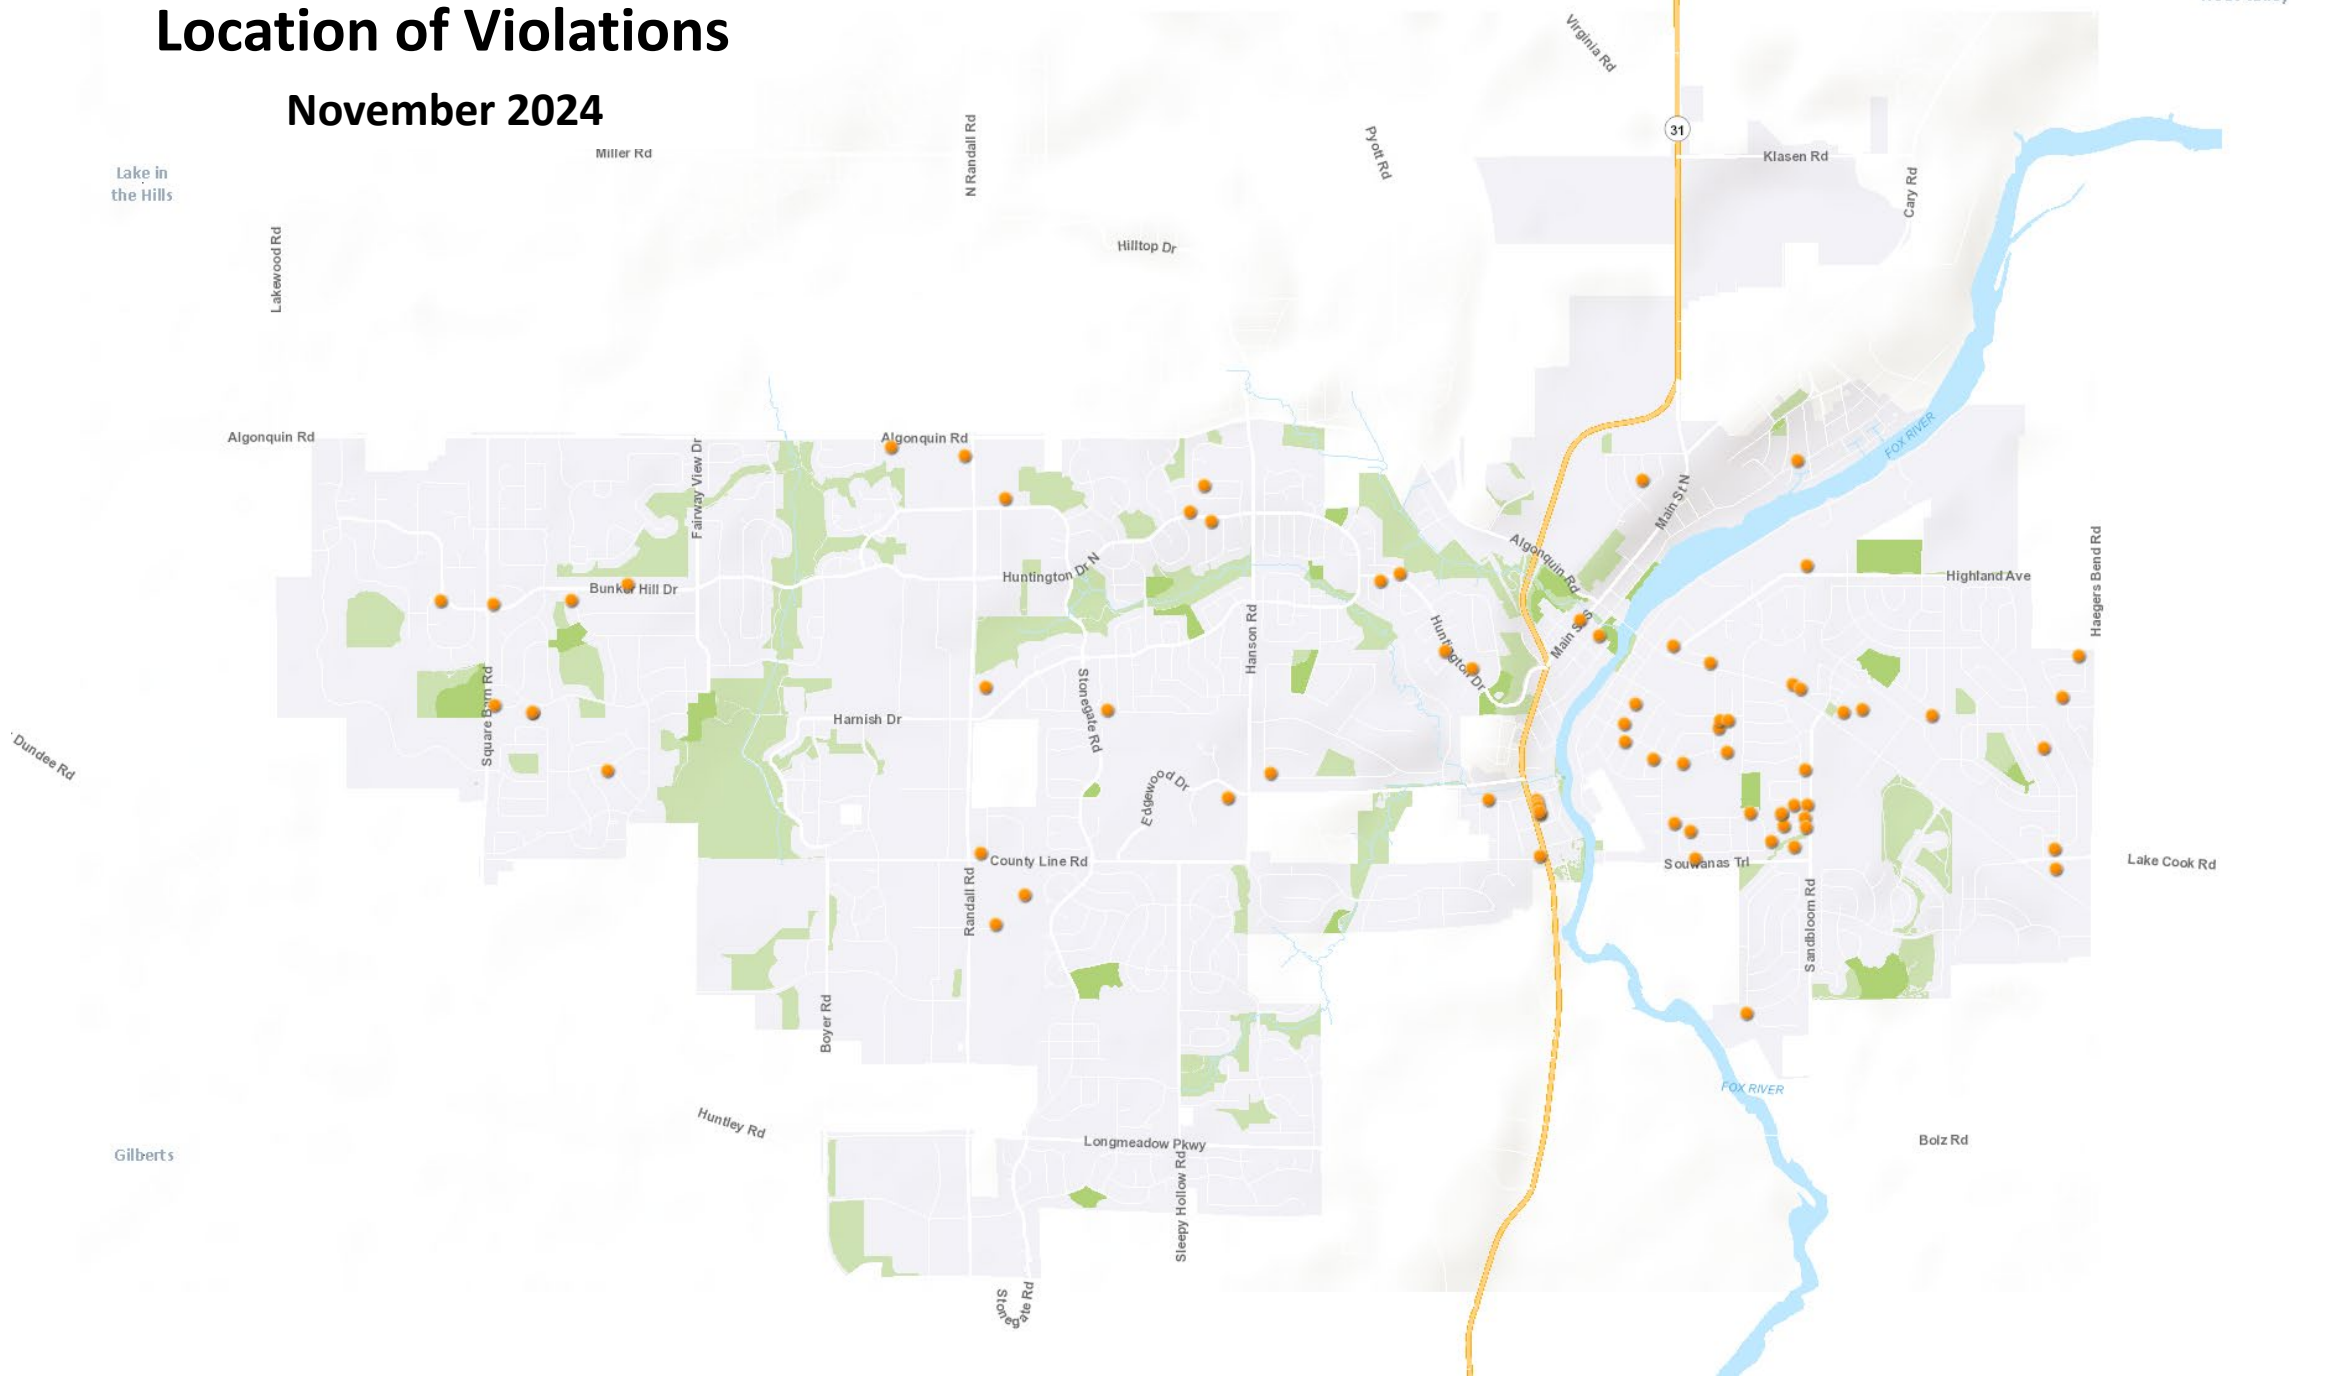 Location of Violations
November 2024
Virginia Rd
31
Miller Rd
N Randall Rd
Pyott Rd
Klasen Rd
Lake in
the Hills
Cary Rd
Lakewood Rd
Hilltop Dr
Algonquin Rd
Algonquin Rd
Fairway View Dr
FOX RIVER
Main St N
Algonquin Rd
Haegers Bend Rd
Highland Ave
Huntington Dr N
Bunker Hill Dr
Hanson Rd
Main St S
Huntington Dr
Square Barn Rd
Stonegate Rd
Harnish Dr
Dundee Rd
Edgewood Dr
County Line Rd
Souwanas Trl
Lake Cook Rd
Randall Rd
Sandbloom Rd
Boyer Rd
FOX RIVER
Huntley Rd
Longmeadow Pkwy
Bolz Rd
Gilberts
Sleepy Hollow Rd
Stonegate Rd